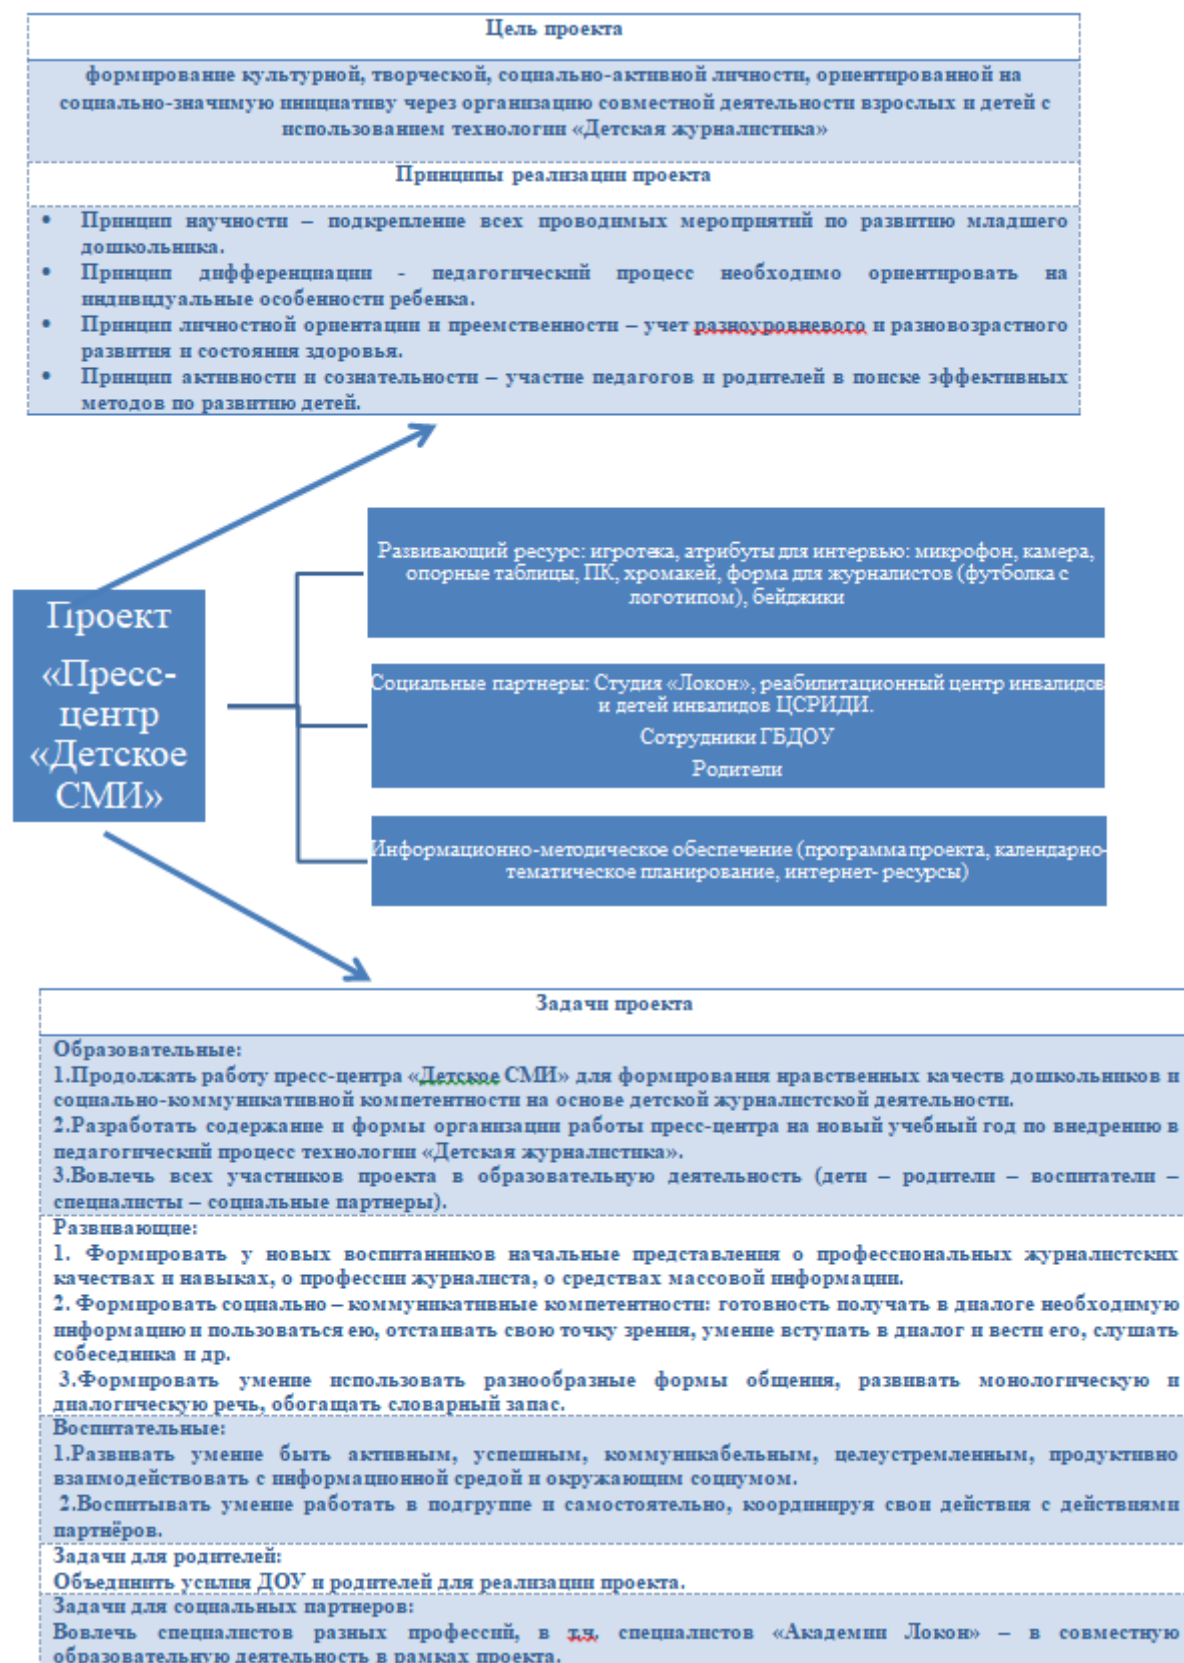 Цель проекта
формирование культурной, творческой, социально-активной личности, ориентированной на
социально-значимую инициативу через организацию совместной деятельности взрослых и детей с
использованием технологии «Детская журналистика»
Принципы реализации проекта
• Принцип научности – подкрепление всех проводимых мероприятий по развитию младшего
дошкольника.
• Принцип дифференциации - педагогический процесс необходимо ориентировать на
индивидуальные особенности ребенка.
• Принцип личностной ориентации и преемственности – учет разноуровневого и разновозрастного
развития и состояния здоровья.
• Принцип активности и сознательности – участие педагогов и родителей в поиске эффективных
методов по развитию детей.
Проект
«Пресс-
центр
«Детское
СМИ»
Развивающий ресурс: игротека, атрибуты для интервью: микрофон, камера,
опорные таблицы, ПК, хромакей, форма для журналистов (футболка с
логотипом), бейджики
Социальные партнеры: Студия «Локон», реабилитационный центр инвалидов
и детей инвалидов ЦСРИДИ.
Сотрудники ГБДОУ
Родители
Информационно-методическое обеспечение (программа проекта, календарно-
тематическое планирование, интернет- ресурсы)
Задачи проекта
Образовательные:
1.Продолжать работу пресс-центра «Детское СМИ» для формирования нравственных качеств дошкольников и
социально-коммуникативной компетентности на основе детской журналистской деятельности.
2.Разработать содержание и формы организации работы пресс-центра на новый учебный год по внедрению в
педагогический процесс технологии «Детская журналистика».
3.Вовлечь всех участников проекта в образовательную деятельность (дети – родители – воспитатели –
специалисты – социальные партнеры).
Развивающие:
1. Формировать у новых воспитанников начальные представления о профессиональных журналистских
качествах и навыках, о профессии журналиста, о средствах массовой информации.
2. Формировать социально – коммуникативные компетентности: готовность получать в диалоге необходимую
информацию и пользоваться ею, отстаивать свою точку зрения, умение вступать в диалог и вести его, слушать
собеседника и др.
3.Формировать умение использовать разнообразные формы общения, развивать монологическую и
диалогическую речь, обогащать словарный запас.
Воспитательные:
1.Развивать умение быть активным, успешным, коммуникабельным, целеустремленным, продуктивно
взаимодействовать с информационной средой и окружающим социумом.
2.Воспитывать умение работать в подгруппе и самостоятельно, координируя свои действия с действиями
партнёров.
Задачи для родителей:
Объединить усилия ДОУ и родителей для реализации проекта.
Задачи для социальных партнеров:
Вовлечь специалистов разных профессий, в т.ч. специалистов «Академии Локон» – в совместную
образовательную деятельность в рамках проекта.